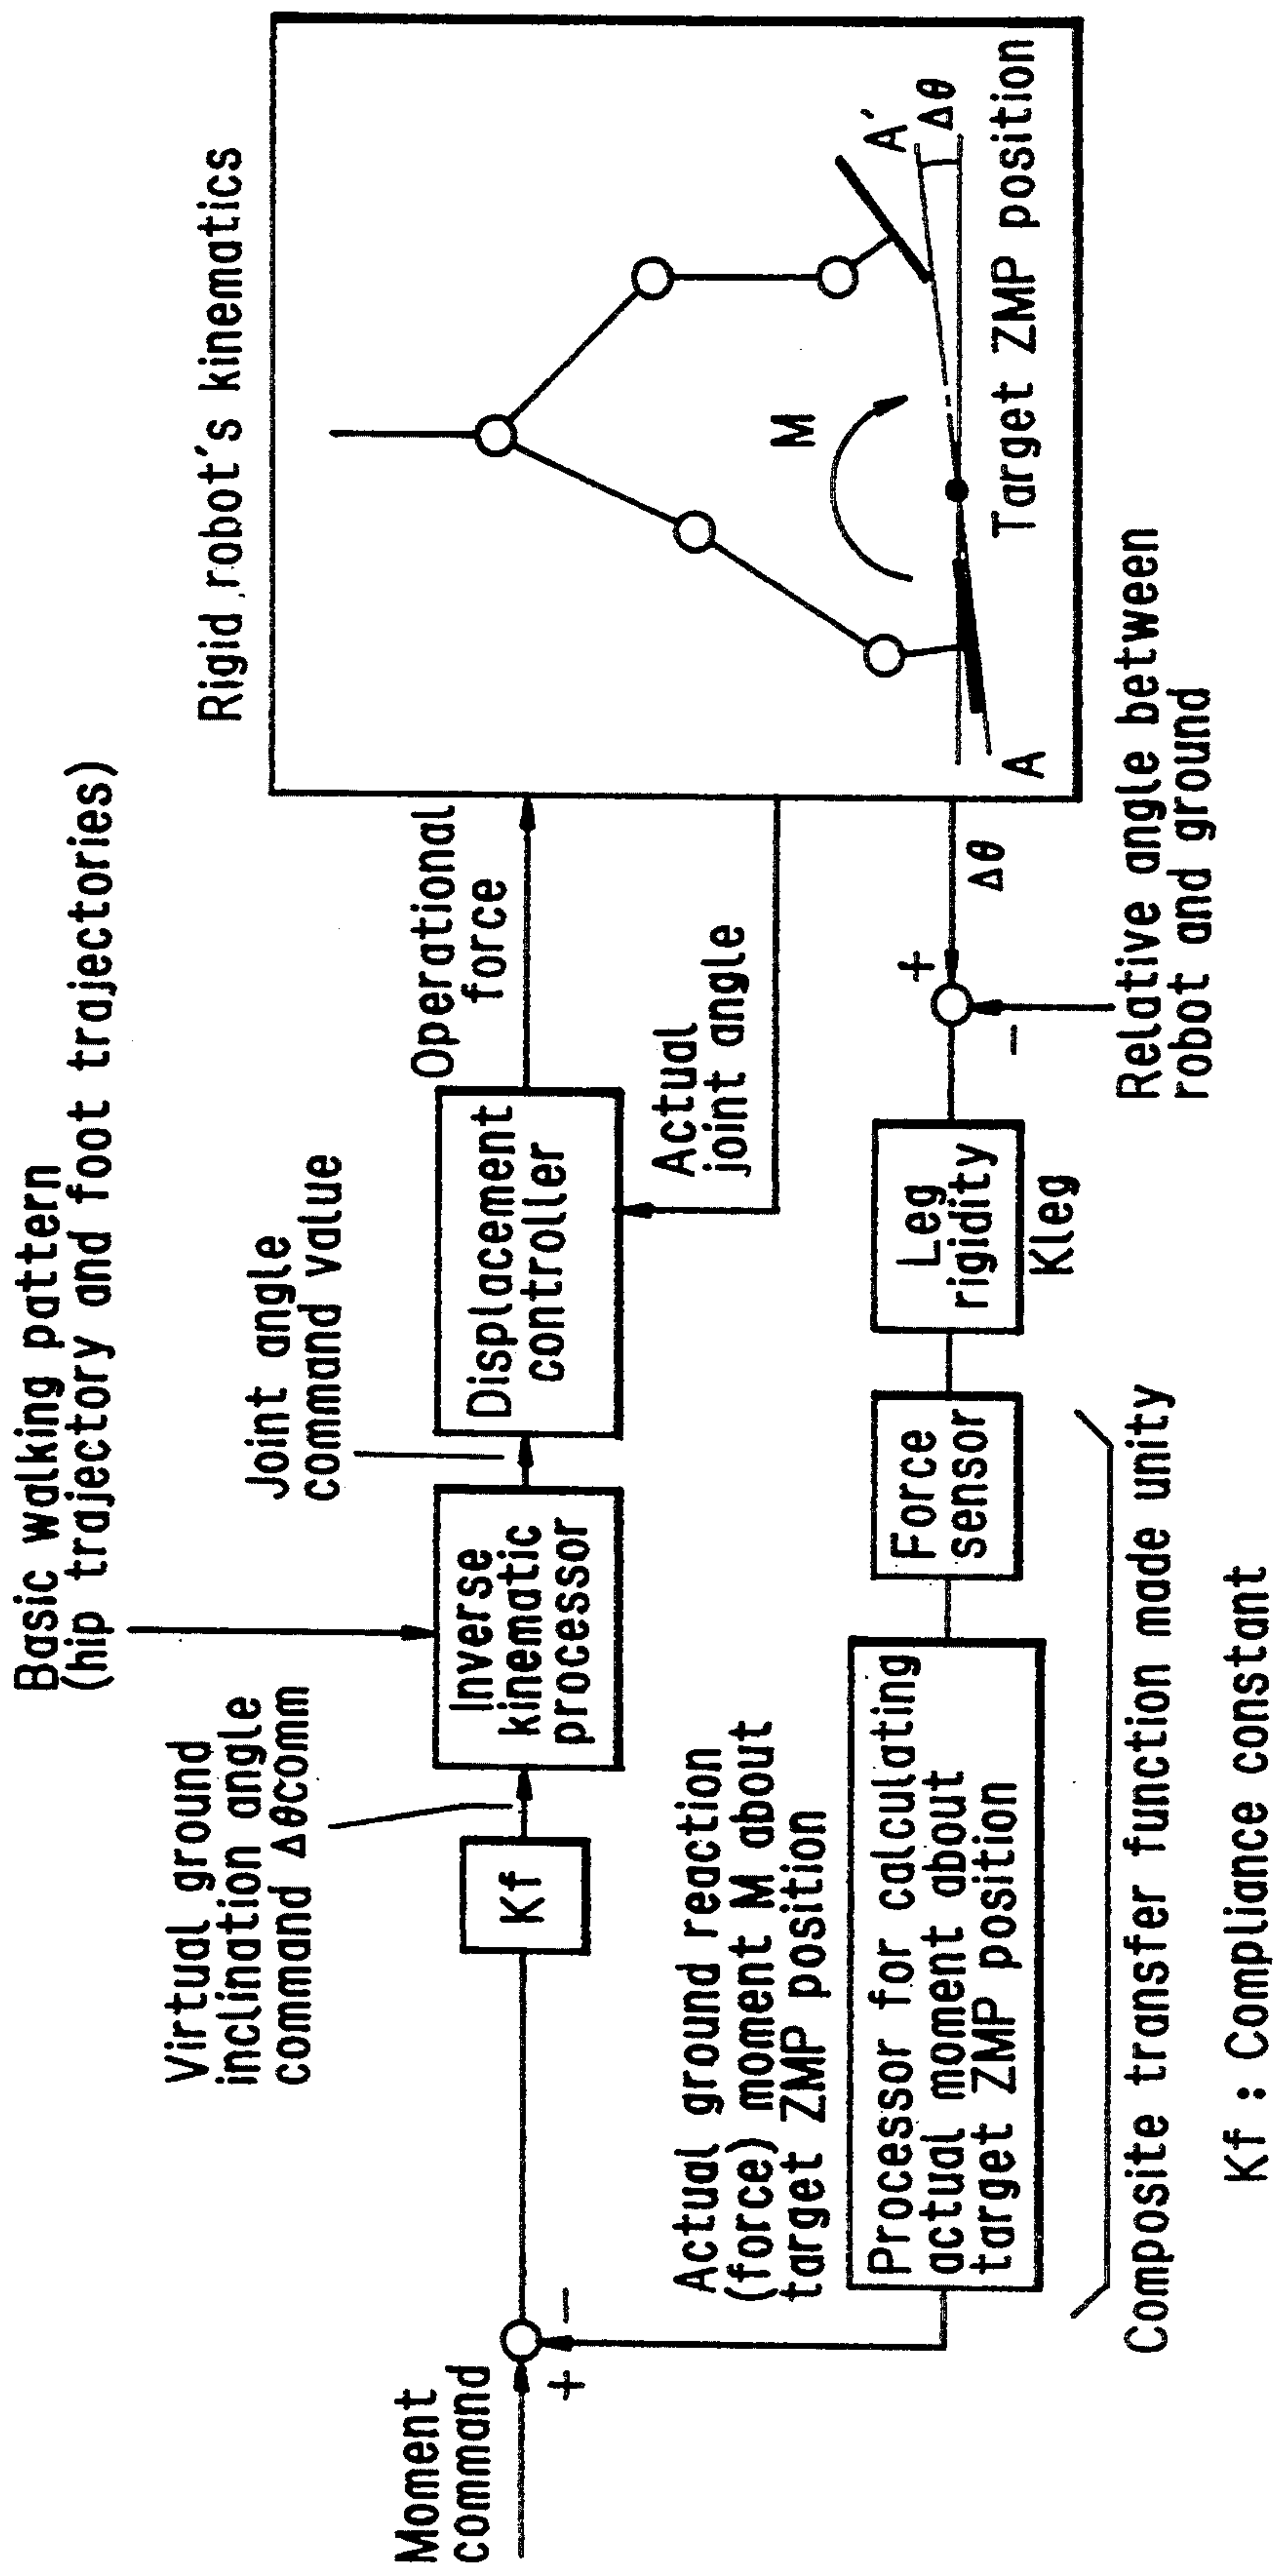 Basic walking pattern
(hip trajectory and foot trajectories)
Rigid robot's kinematics
Virtual ground
inclination angle
command Δθcomm
Joint angle
command value
Operational
force
Moment
command
+
-
Kf
Inverse
kinematic
processor
Displacement
controller
Actual
joint angle
M
A'
Δθ
A
Target ZMP position
Actual ground reaction
(force) moment M about
target ZMP position
Processor for calculating
actual moment about
target ZMP position
Force
sensor
Leg
rigidity
Kleg
+
-
Δθ
Relative angle between
robot and ground
Composite transfer function made unity
Kf : Compliance constant